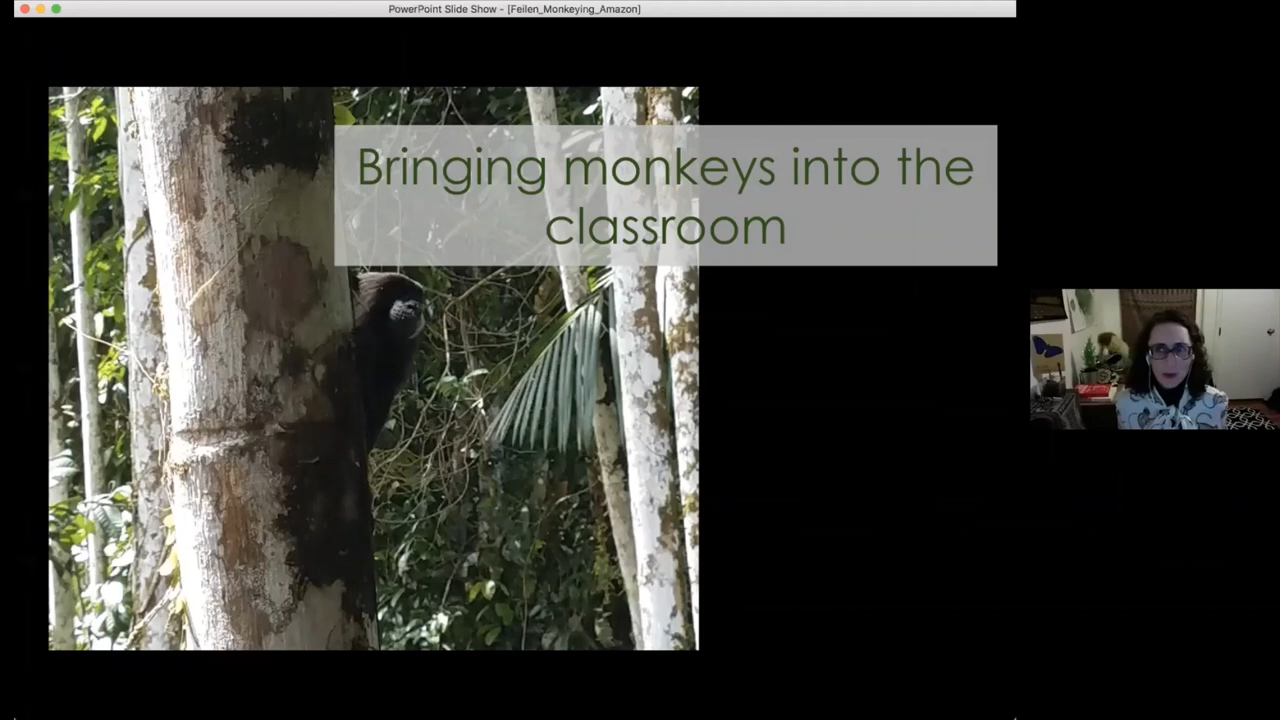 PowerPoint Slide Show - [Feilen_Monkeying_Amazon]
Bringing monkeys into the
classroom